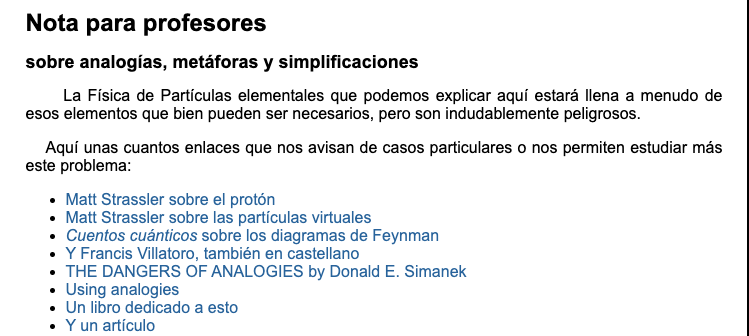 Nota para profesores
sobre analogías, metáforas y simplificaciones
La Física de Partículas elementales que podemos explicar aquí estará llena a menudo de
esos elementos que bien pueden ser necesarios, pero son indudablemente peligrosos.
Aquí unas cuantos enlaces que nos avisan de casos particulares o nos permiten estudiar más
este problema:
Matt Strassler sobre el protón
Matt Strassler sobre las partículas virtuales
Cuentos cuánticos sobre los diagramas de Feynman
Y Francis Villatoro, también en castellano
THE DANGERS OF ANALOGIES by Donald E. Simanek
Using analogies
Un libro dedicado a esto
Y un artículo